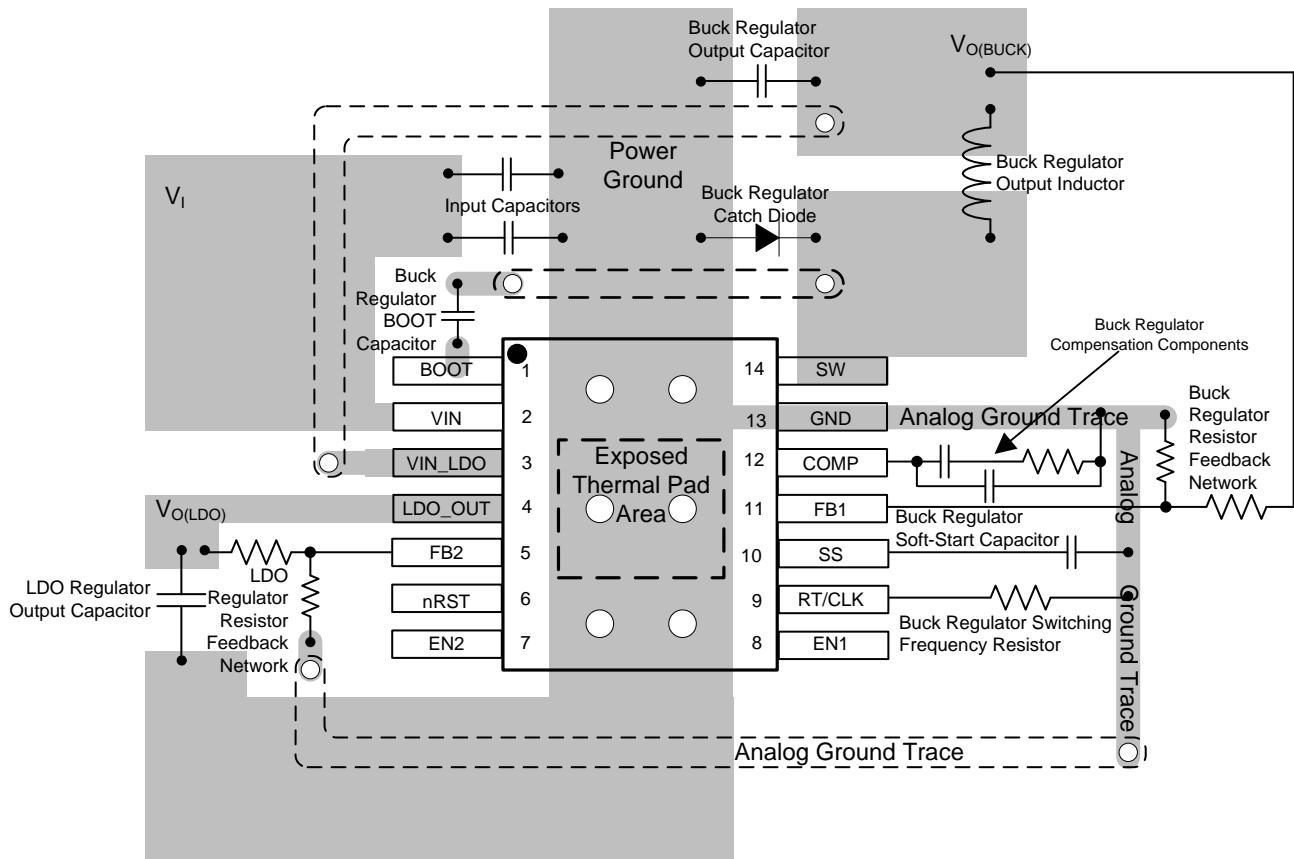 Buck Regulator
Output Capacitor
V_O(BUCK)
Power
Ground
Buck Regulator
Output Inductor
V_I
Input Capacitors
Buck Regulator
Catch Diode
Buck
Regulator
BOOT
Capacitor
Buck Regulator
Compensation Components
BOOT
1
14
SW
VIN
2
13
GND
Analog Ground Trace
Buck
Regulator
Resistor
Feedback
Network
VIN_LDO
3
Exposed
Thermal Pad
Area
12
COMP
V_O(LDO)
LDO_OUT
4
11
FB1
Buck Regulator
Soft-Start Capacitor
FB2
5
10
SS
nRST
6
9
RT/CLK
Buck Regulator Switching
Frequency Resistor
EN2
7
8
EN1
Analog
Ground Trace
LDO Regulator
Output Capacitor
LDO
Regulator
Resistor
Feedback
Network
Analog Ground Trace